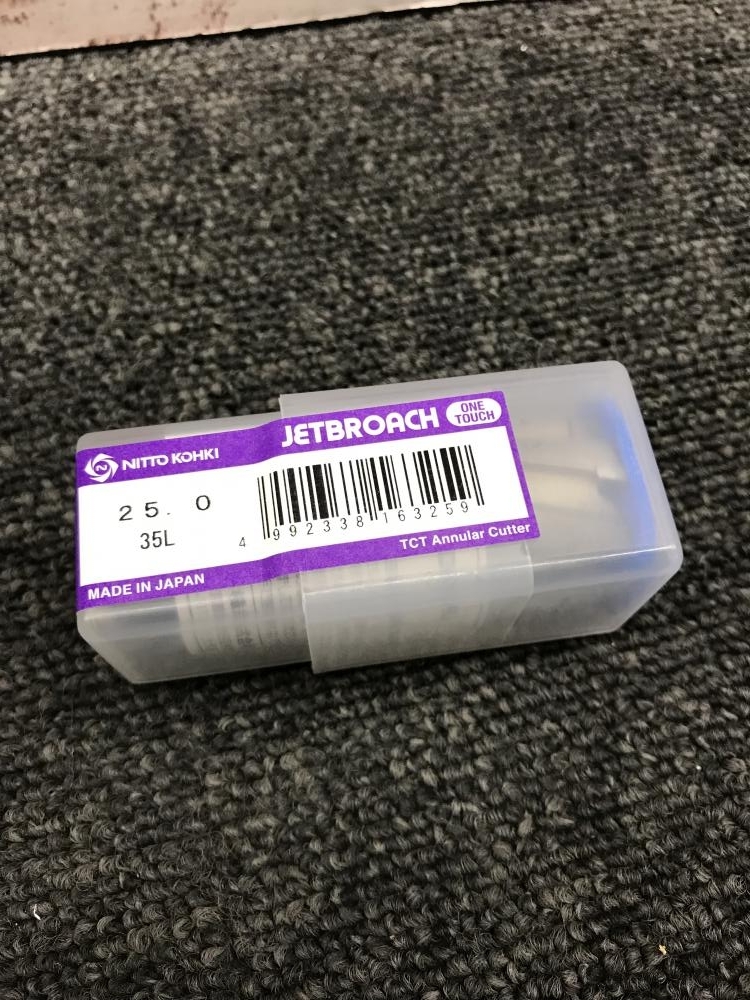 NITTO KOHKI
JETBROACH
ONE
TOUCH
25.0
35L
4 992338 163259
MADE IN JAPAN
TCT Annular Cutter